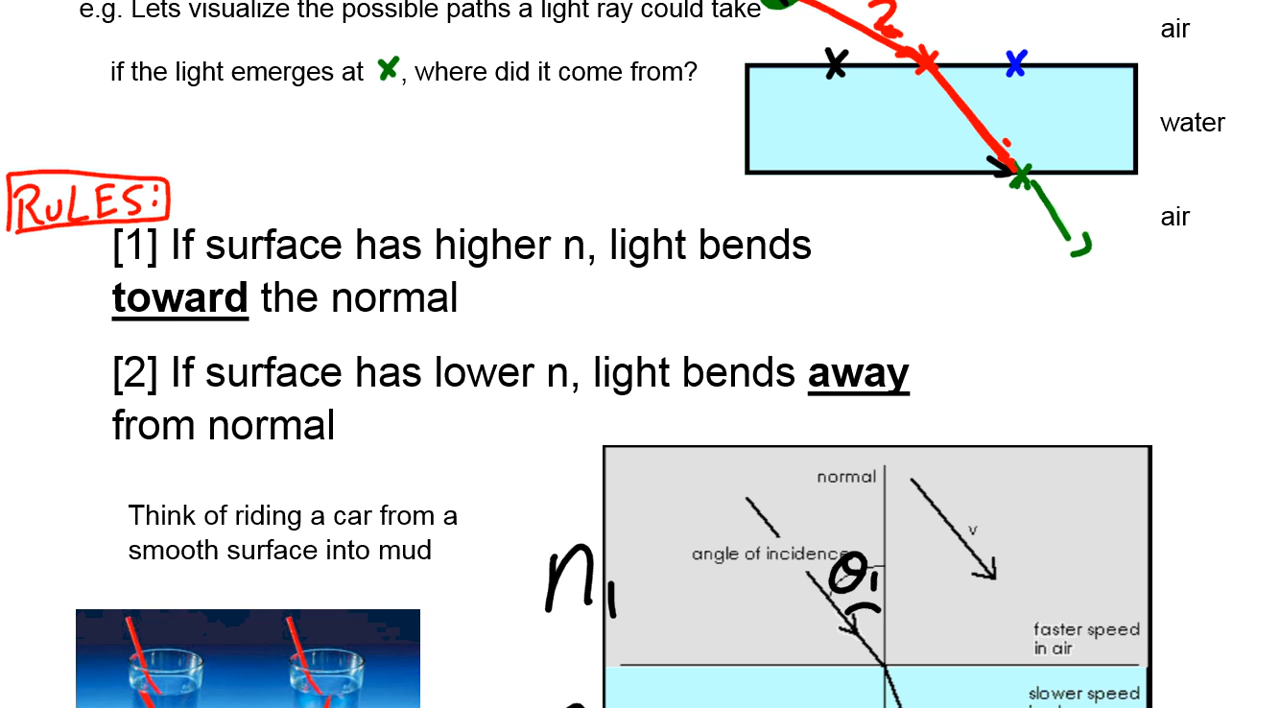 e.g. Lets visualize the possible paths a light ray could take
2
air
if the light emerges at x, where did it come from?
water
RULES:
air
[1] If surface has higher n, light bends
toward the normal
[2] If surface has lower n, light bends away
from normal
normal
Think of riding a car from a
smooth surface into mud
v
angle of incidence
n₁
θ₁
faster speed
in air
slower speed